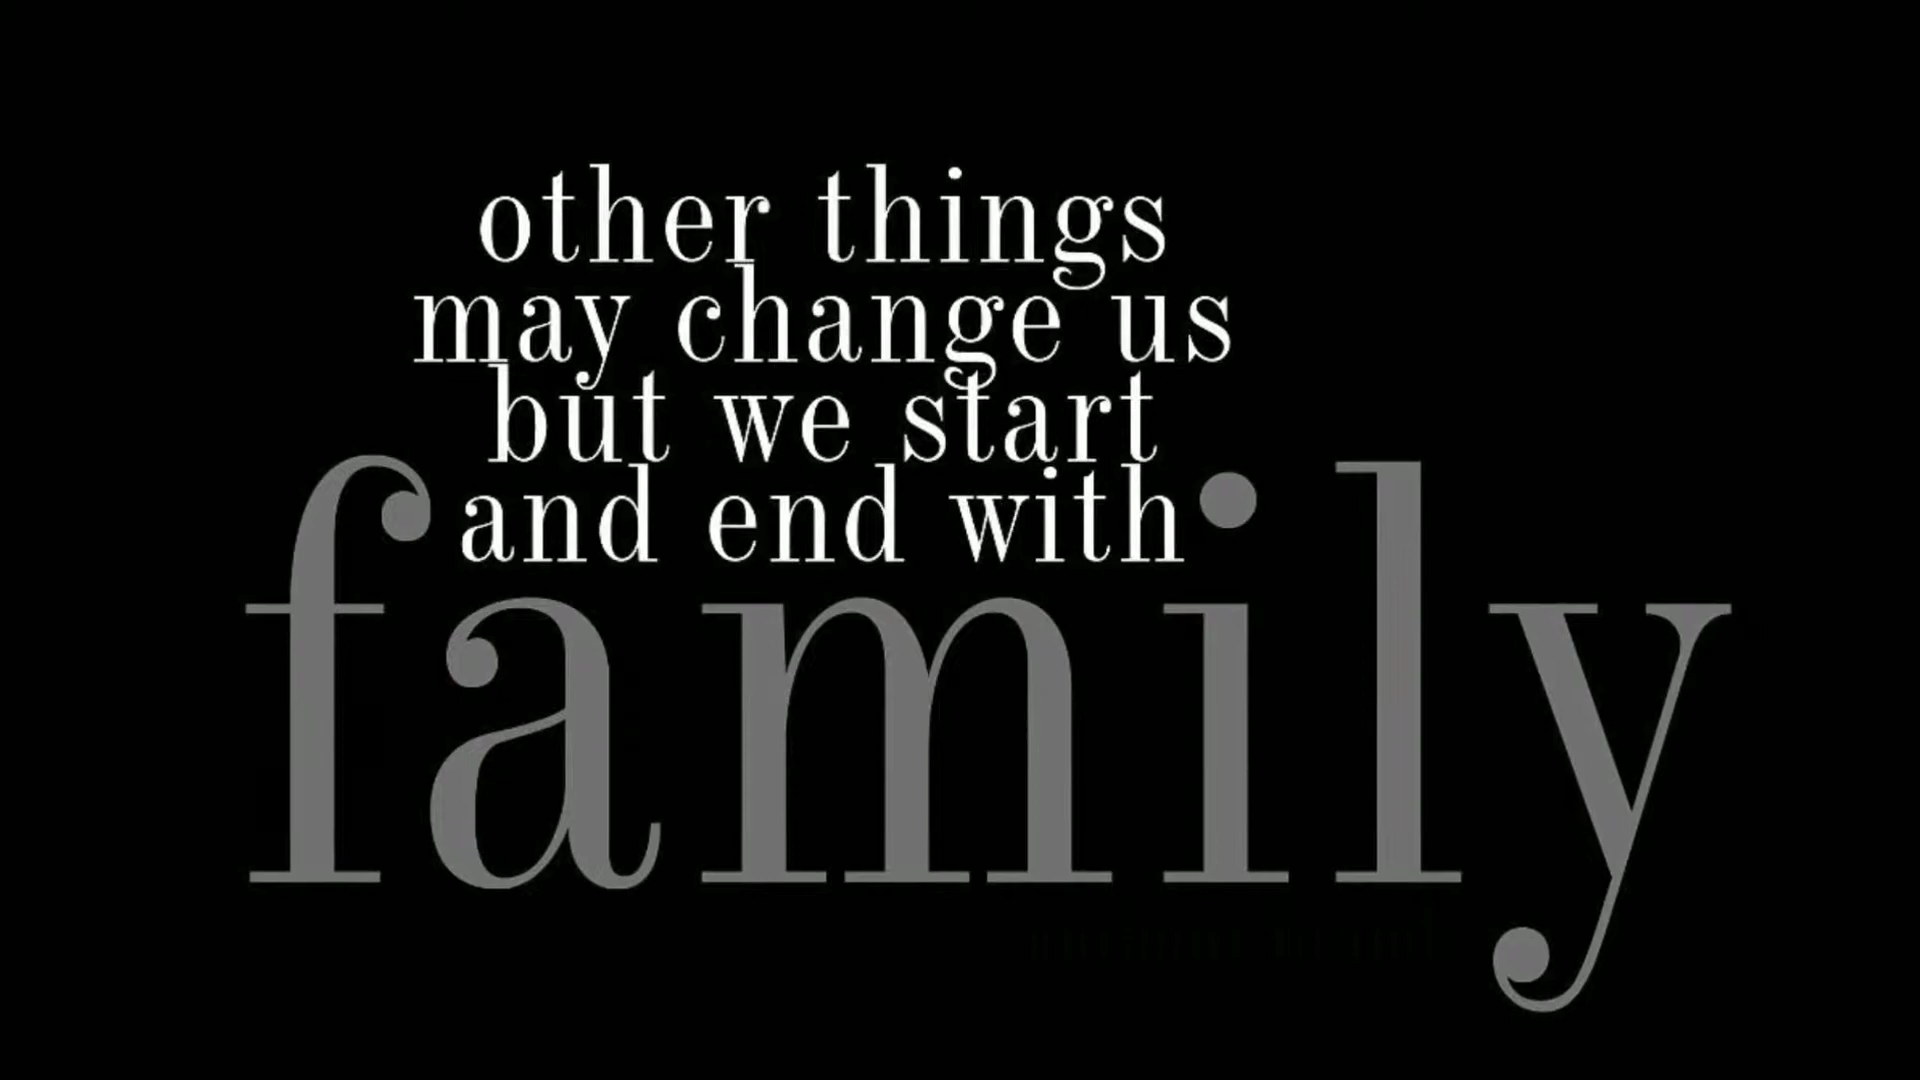 other things
may change us
but we start
and end with
family